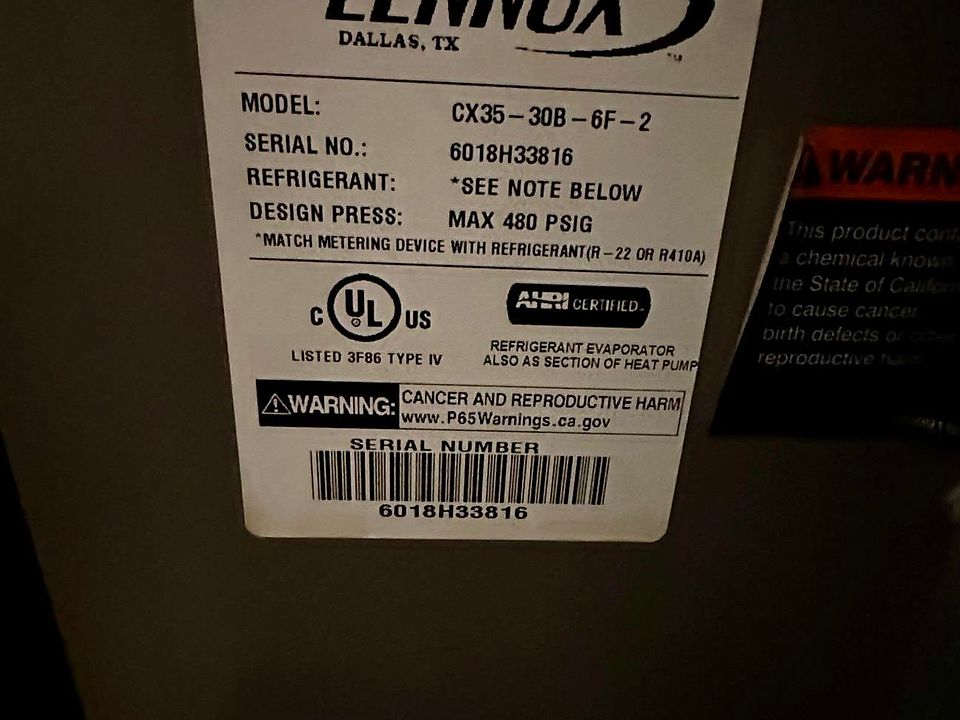 LENNOX
DALLAS, TX
™
MODEL: CX35-30B-6F-2
SERIAL NO.: 6018H33816
REFRIGERANT: *SEE NOTE BELOW
DESIGN PRESS: MAX 480 PSIG
*MATCH METERING DEVICE WITH REFRIGERANT(R-22 OR R410A)
C UL US
LISTED 3F86 TYPE IV
AHRI CERTIFIED
REFRIGERANT EVAPORATOR
ALSO AS SECTION OF HEAT PUMP
WARNING: CANCER AND REPRODUCTIVE HARM
www.P65Warnings.ca.gov
SERIAL NUMBER
6018H33816
WARN
This product
a chemical known
the State of
to cause cancer
birth defects or
reproductive